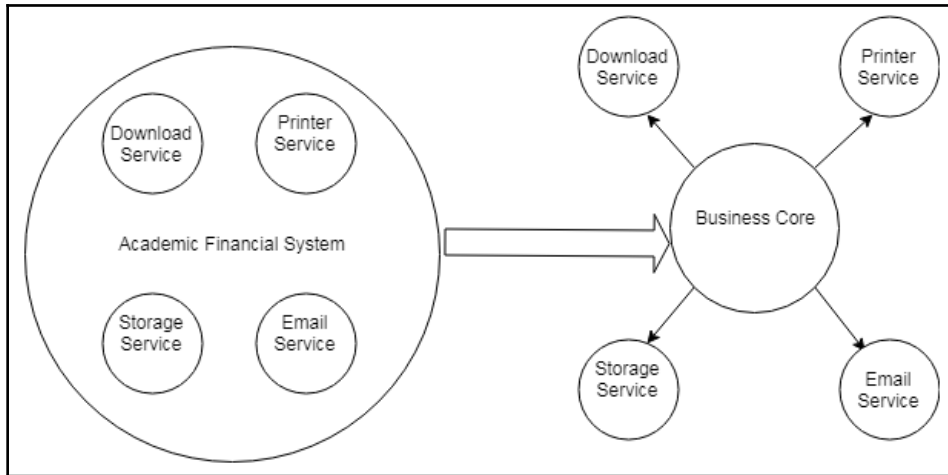 Download
Service
Printer
Service
Academic Financial System
Storage
Service
Email
Service
Download
Service
Printer
Service
Business Core
Storage
Service
Email
Service